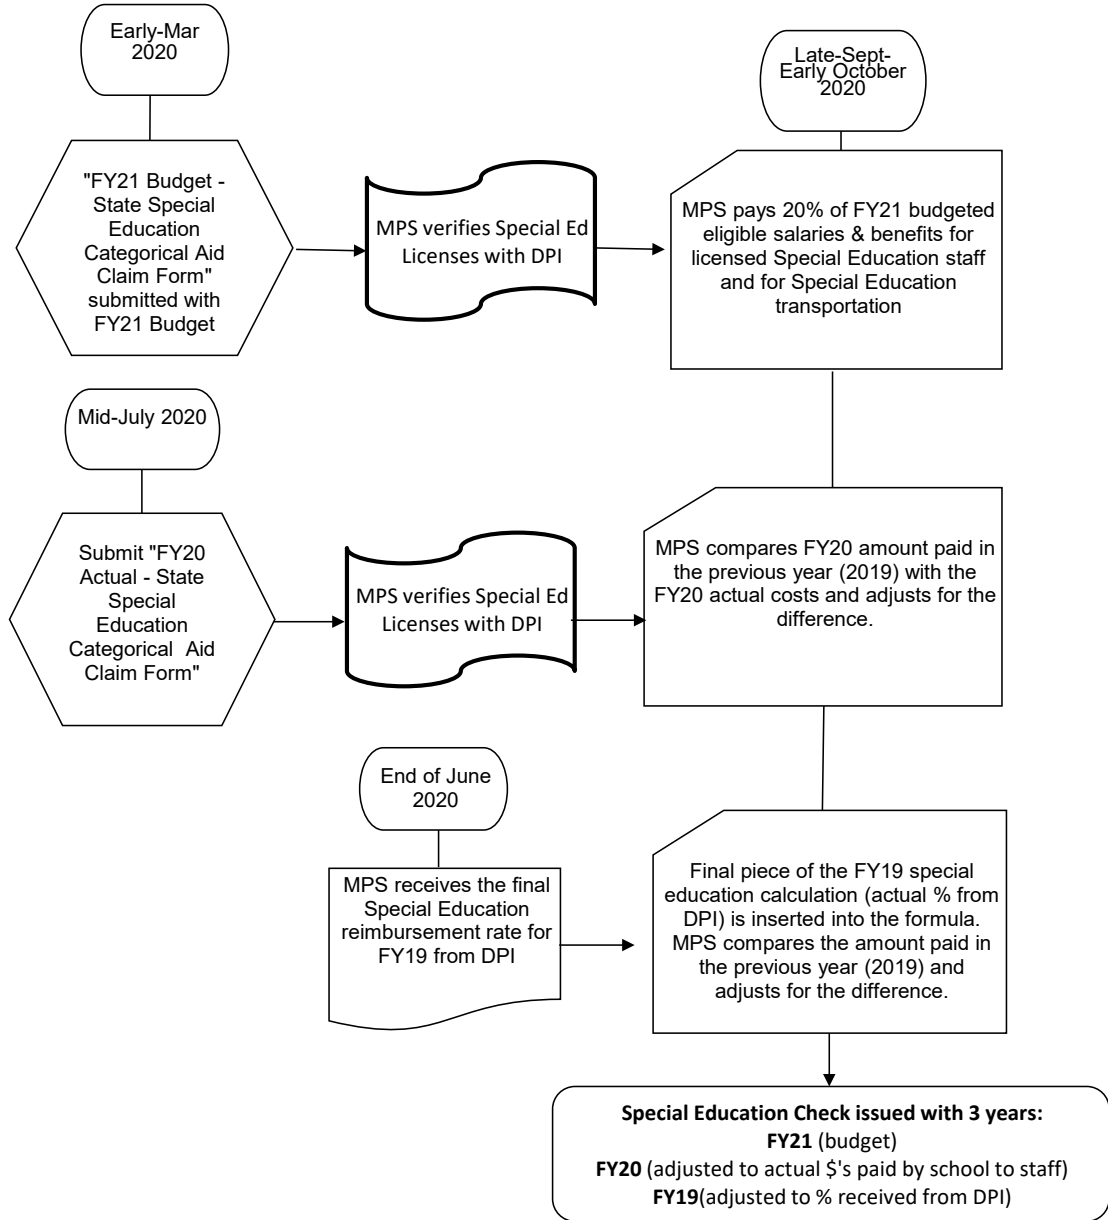 Early-Mar
2020
Late-Sept-
Early October
2020
"FY21 Budget -
State Special
Education
Categorical Aid
Claim Form"
submitted with
FY21 Budget
MPS verifies Special Ed
Licenses with DPI
MPS pays 20% of FY21 budgeted
eligible salaries & benefits for
licensed Special Education staff
and for Special Education
transportation
Mid-July 2020
Submit "FY20
Actual - State
Special
Education
Categorical Aid
Claim Form"
MPS verifies Special Ed
Licenses with DPI
MPS compares FY20 amount paid in
the previous year (2019) with the
FY20 actual costs and adjusts for the
difference.
End of June
2020
MPS receives the final
Special Education
reimbursement rate for
FY19 from DPI
Final piece of the FY19 special
education calculation (actual % from
DPI) is inserted into the formula.
MPS compares the amount paid in
the previous year (2019) and
adjusts for the difference.
Special Education Check issued with 3 years:
FY21 (budget)
FY20 (adjusted to actual $'s paid by school to staff)
FY19(adjusted to % received from DPI)